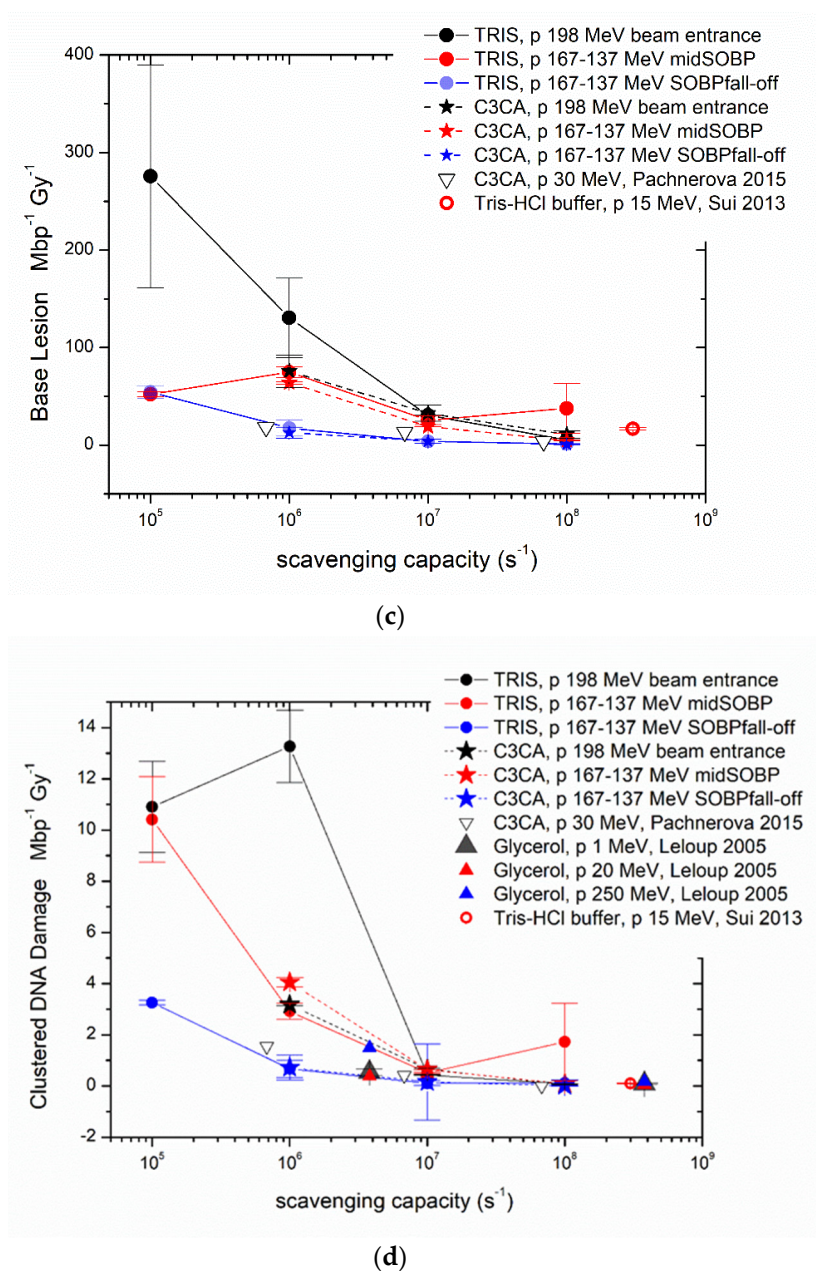 TRIS, p 198 MeV beam entrance
TRIS, p 167-137 MeV midSOBP
TRIS, p 167-137 MeV SOBPfall-off
C3CA, p 198 MeV beam entrance
C3CA, p 167-137 MeV midSOBP
C3CA, p 167-137 MeV SOBPfall-off
C3CA, p 30 MeV, Pachnerova 2015
Tris-HCl buffer, p 15 MeV, Sui 2013
400
300
200
100
0
Base Lesion Mbp⁻¹ Gy⁻¹
10⁵ 10⁶ 10⁷ 10⁸ 10⁹
scavenging capacity (s⁻¹)
(c)
TRIS, p 198 MeV beam entrance
TRIS, p 167-137 MeV midSOBP
TRIS, p 167-137 MeV SOBPfall-off
C3CA, p 198 MeV beam entrance
C3CA, p 167-137 MeV midSOBP
C3CA, p 167-137 MeV SOBPfall-off
C3CA, p 30 MeV, Pachnerova 2015
Glycerol, p 1 MeV, Leloup 2005
Glycerol, p 20 MeV, Leloup 2005
Glycerol, p 250 MeV, Leloup 2005
Tris-HCl buffer, p 15 MeV, Sui 2013
14
12
10
8
6
4
2
0
-2
Clustered DNA Damage Mbp⁻¹ Gy⁻¹
10⁵ 10⁶ 10⁷ 10⁸ 10⁹
scavenging capacity (s⁻¹)
(d)